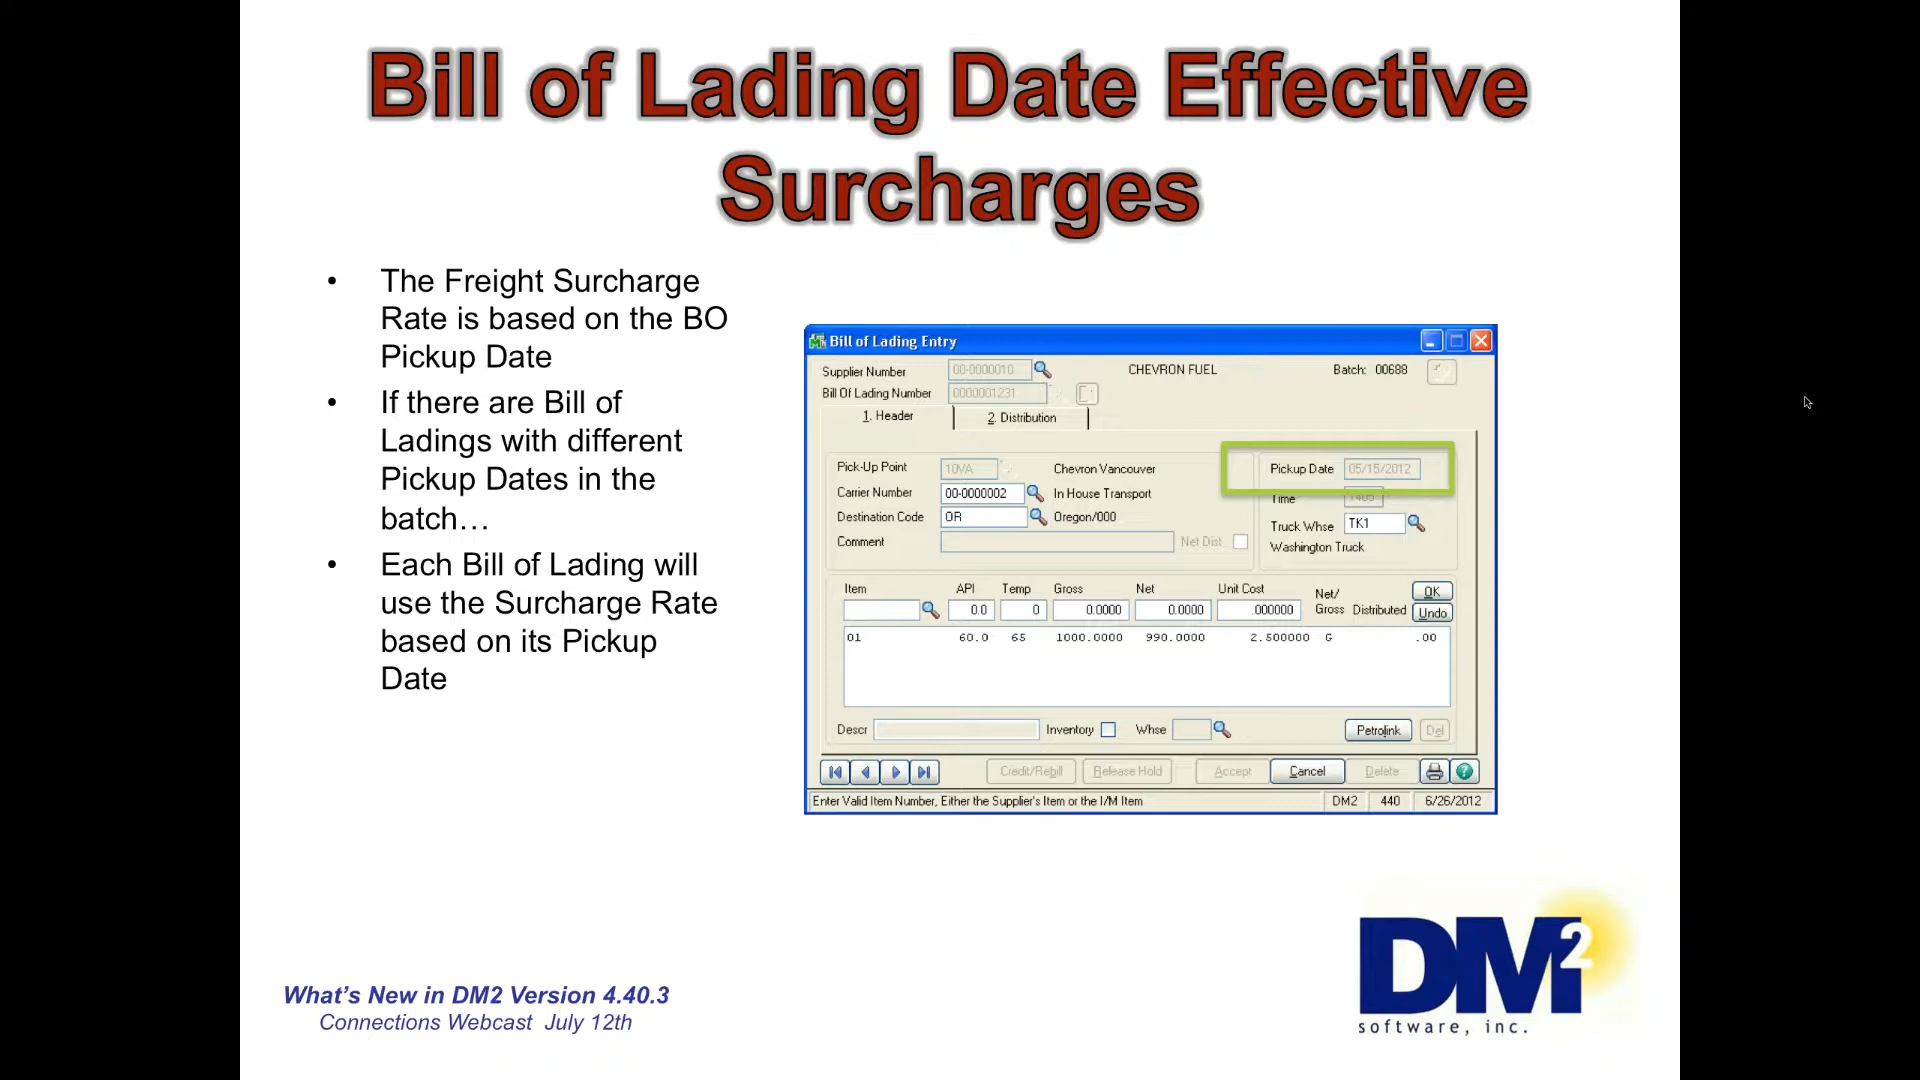 Bill of Lading Date Effective
Surcharges
• The Freight Surcharge
Rate is based on the BO
Pickup Date
• If there are Bill of
Ladings with different
Pickup Dates in the
batch…
• Each Bill of Lading will
use the Surcharge Rate
based on its Pickup
Date
Bill of Lading Entry
Supplier Number 00-0000010 CHEVRON FUEL Batch: 00688
Bill Of Lading Number 0000001231
1. Header 2. Distribution
Pick-Up Point 10VA Chevron Vancouver Pickup Date 05/15/2012
Carrier Number 00-0000002 In House Transport Time 1405
Destination Code OR Oregon/000 Truck Whse TK1
Comment Net Dist Washington Truck
Item API Temp Gross Net Unit Cost Net/ Gross Distributed OK
0.0 0 0.0000 0.0000 .000000 Undo
01 60.0 65 1000.0000 990.0000 2.500000 G .00
Descr Inventory Whse Petrolink Del
Credit/Rebill Release Hold Accept Cancel Delete
Enter Valid Item Number, Either the Supplier's Item or the I/M Item DM2 440 6/26/2012
What's New in DM2 Version 4.40.3
Connections Webcast July 12th
DM2
software, inc.